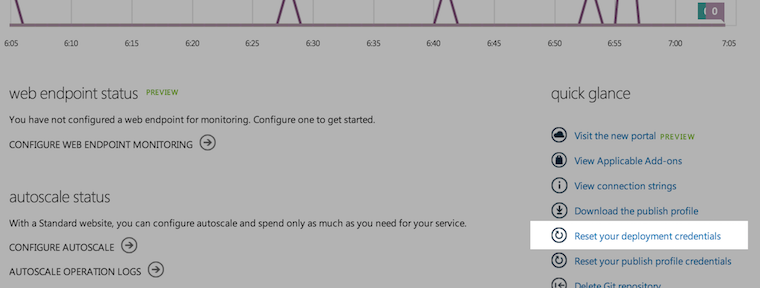 0
6:05 6:10 6:15 6:20 6:25 6:30 6:35 6:40 6:45 6:50 6:55 7:00 7:05
web endpoint status PREVIEW
You have not configured a web endpoint for monitoring. Configure one to get started.
CONFIGURE WEB ENDPOINT MONITORING
autoscale status
With a Standard website, you can configure autoscale and spend only as much as you need for your service.
CONFIGURE AUTOSCALE
AUTOSCALE OPERATION LOGS
quick glance
Visit the new portal PREVIEW
View Applicable Add-ons
View connection strings
Download the publish profile
Reset your deployment credentials
Reset your publish profile credentials
Delete Git repository